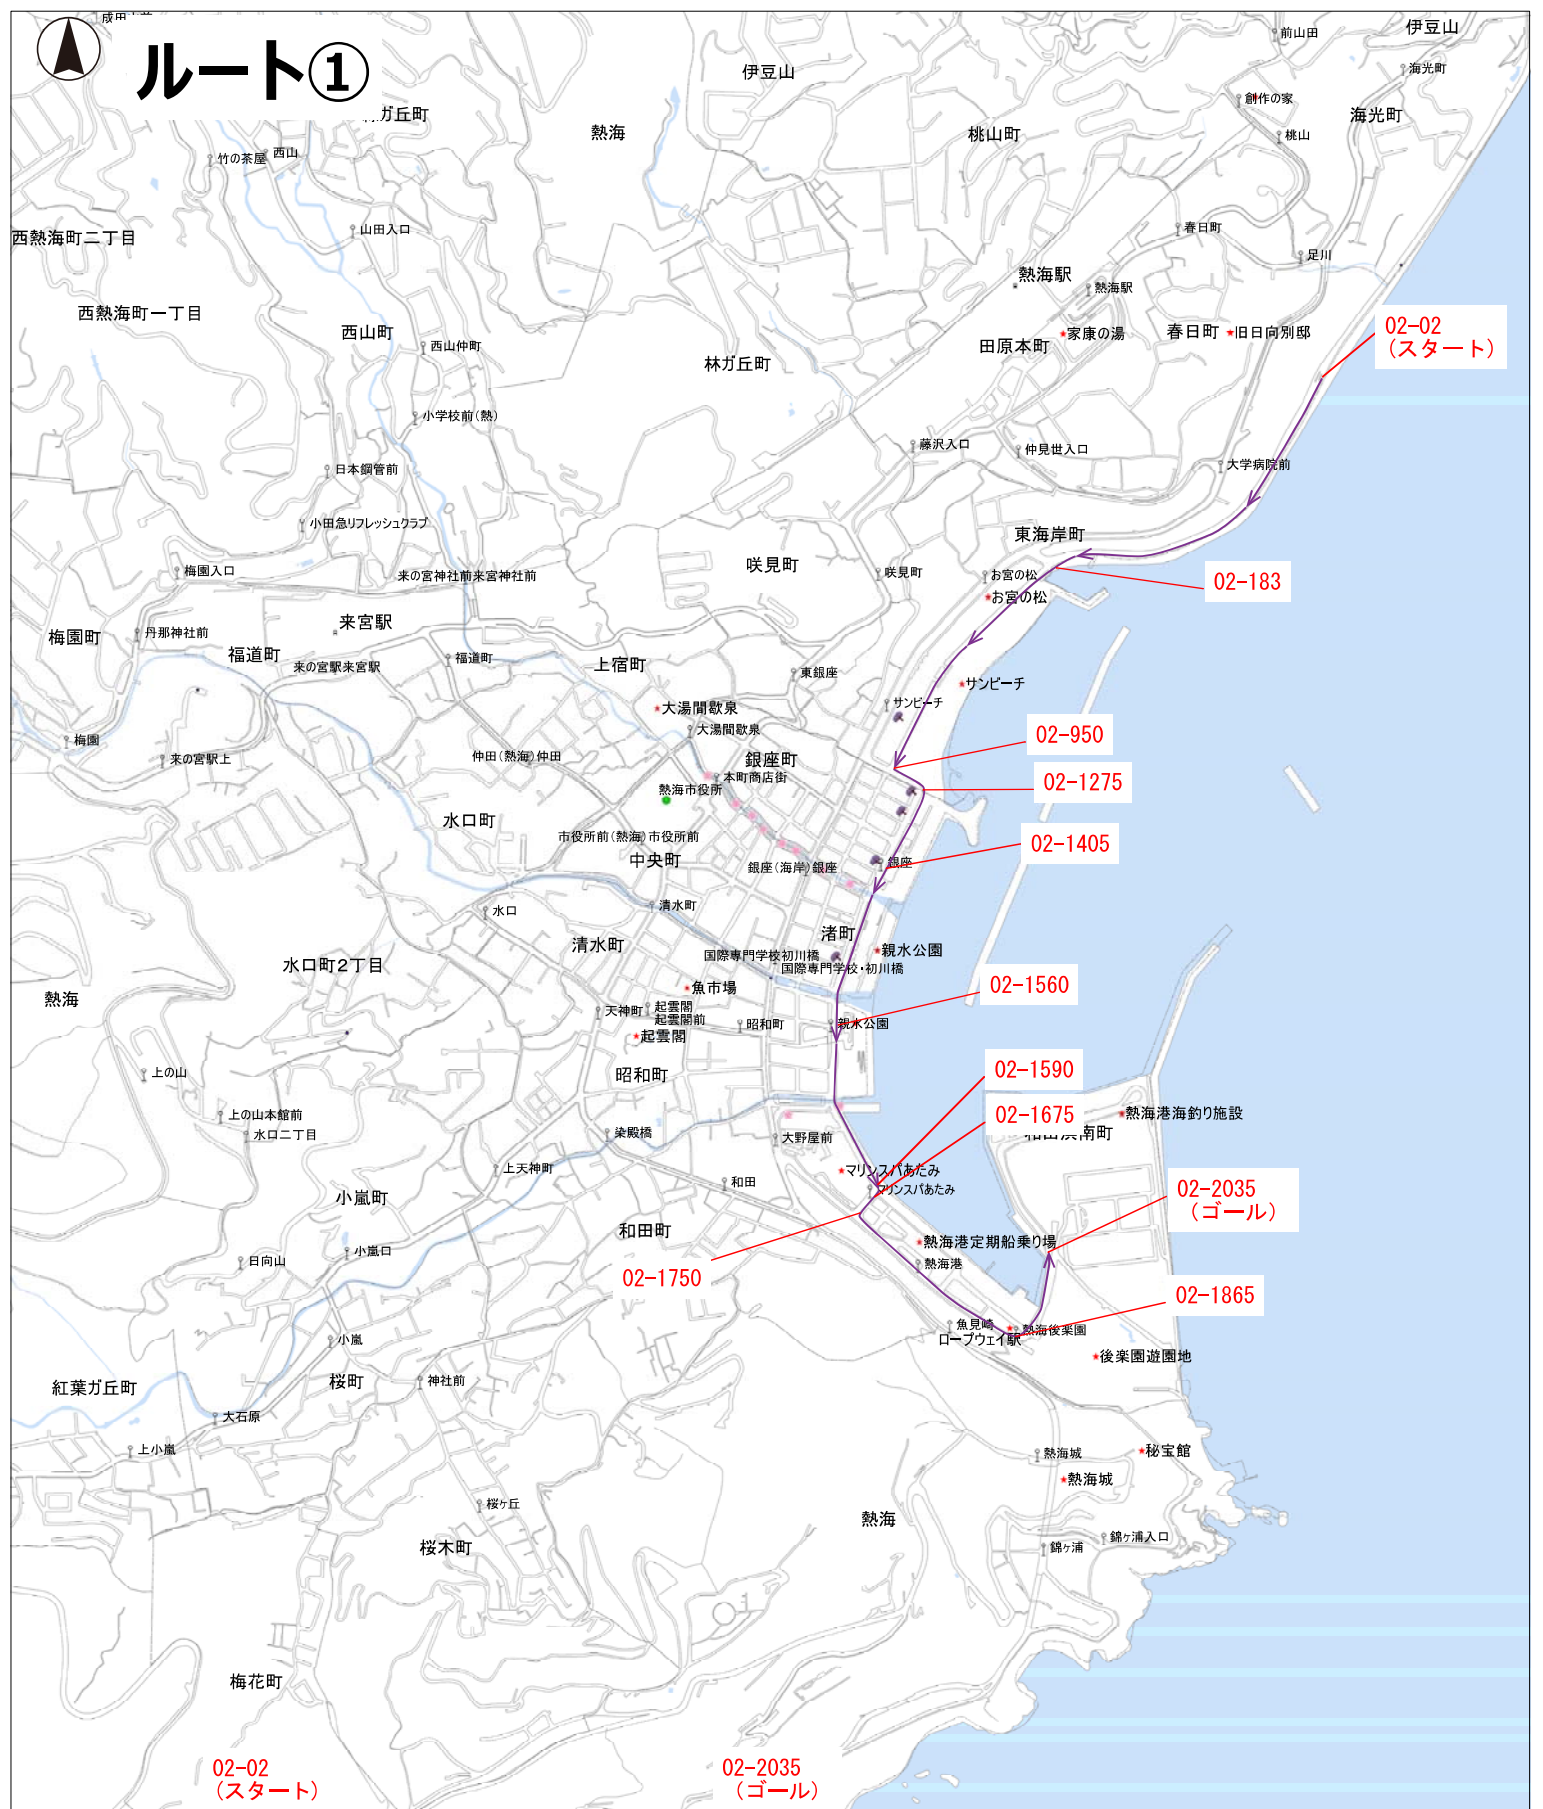 ルート①
伊豆山
前山田
海光町
伊豆山
創作の家
海光町
ガ丘町
熱海
桃山町
桃山
竹の茶屋
西山
山田入口
春日町
西熱海町二丁目
足川
熱海駅
熱海駅
西熱海町一丁目
西山町
西山仲町
林ガ丘町
田原本町
家康の湯
春日町
旧日向別邸
02-02
（スタート）
小学校前（熱）
藤沢入口
仲見世入口
大学病院前
日本鋼管前
小田急リフレッシュクラブ
東海岸町
梅園入口
来の宮神社前来宮神社前
咲見町
咲見町
お宮の松
お宮の松
02-183
来宮駅
梅園町
丹那神社前
福道町
来の宮駅来宮駅
福道町
上宿町
東銀座
サンビーチ
サンビーチ
大湯間歇泉
大湯間歇泉
梅園
来の宮駅上
仲田（熱海）仲田
銀座町
02-950
本町商店街
02-1275
熱海市役所
水口町
市役所前（熱海）市役所前
中央町
02-1405
銀座（海岸）銀座
銀座
水口
清水町
清水町
渚町
国際専門学校初川橋
国際専門学校・初川橋
親水公園
水口町2丁目
魚市場
02-1560
熱海
天神町
起雲閣
起雲閣前
起雲閣
昭和町
親水公園
上の山
昭和町
02-1590
上の山本館前
水口二丁目
02-1675
熱海港海釣り施設
染殿橋
大野屋前
上天神町
マリンスパあたみ
マリンスパあたみ
和田
小嵐町
02-2035
（ゴール）
和田町
日向山
小嵐口
熱海港定期船乗り場
熱海港
02-1750
02-1865
小嵐
魚見崎
ロープウェイ駅
熱海後楽園
後楽園遊園地
紅葉ガ丘町
桜町
神社前
大石原
上小嵐
熱海城
秘宝館
熱海城
桜ヶ丘
熱海
桜木町
錦ヶ浦
錦ヶ浦入口
梅花町
02-02
（スタート）
02-2035
（ゴール）